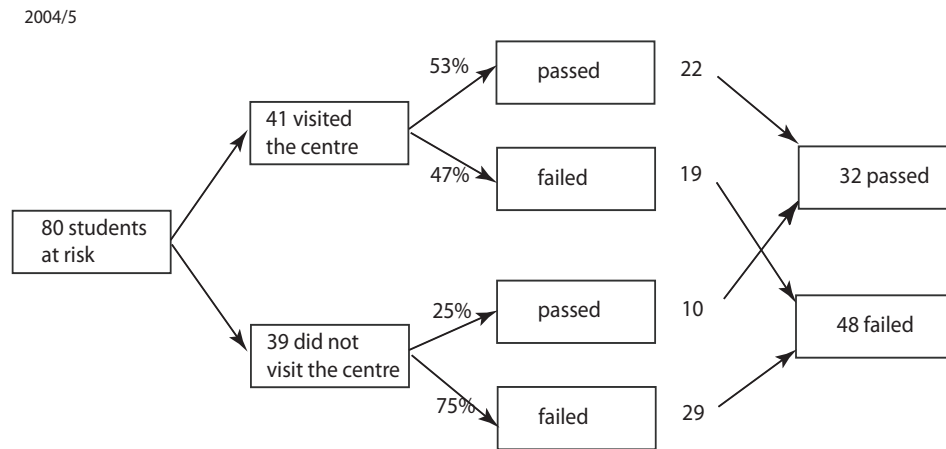 2004/5
53%
passed
22
41 visited
the centre
47%
failed
19
32 passed
80 students
at risk
25%
passed
10
48 failed
39 did not
visit the centre
75%
failed
29